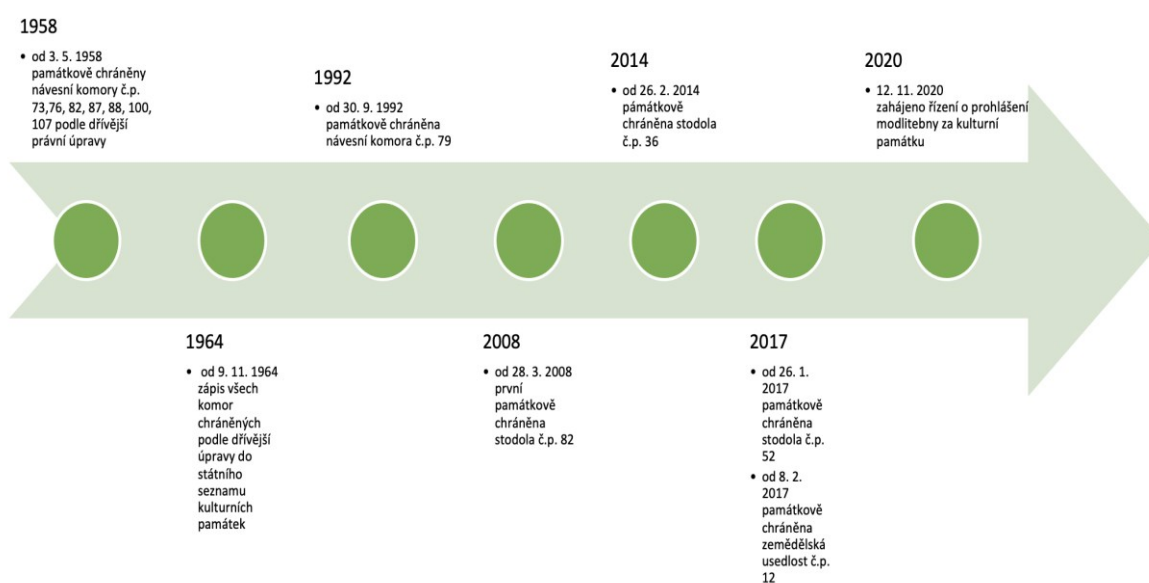 1958
• od 3. 5. 1958
památkově chráněny
návesní komory č.p.
73,76, 82, 87, 88, 100,
107 podle dřívější
právní úpravy
1964
• od 9. 11. 1964
zápis všech
komor
chráněných
podle dřívější
úpravy do
státního
seznamu
kulturních
památek
1992
• od 30. 9. 1992
památkově chráněna
návesní komora č.p. 79
2008
• od 28. 3. 2008
první
památkově
chráněna
stodola č.p. 82
2014
• od 26. 2. 2014
pámátkově
chráněna stodola
č.p. 36
2017
• od 26. 1.
2017
památkově
chráněna
stodola č.p.
52
• od 8. 2.
2017
památkově
chráněna
zemědělská
usedlost č.p.
12
2020
• 12. 11. 2020
zahájeno řízení o prohlášení
modlitebny za kulturní
památku